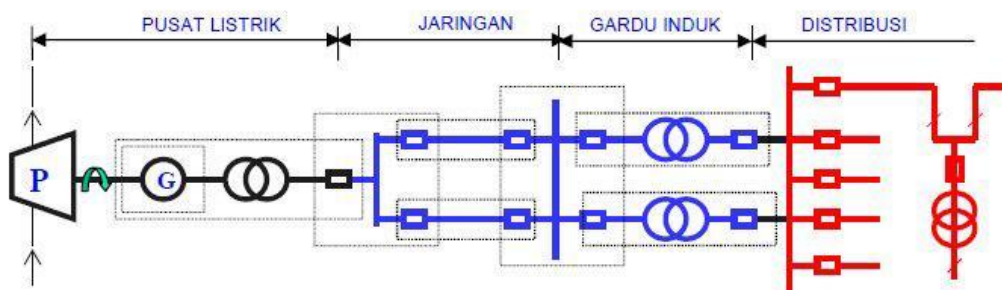 PUSAT LISTRIK
JARINGAN
GARDU INDUK
DISTRIBUSI
P
G